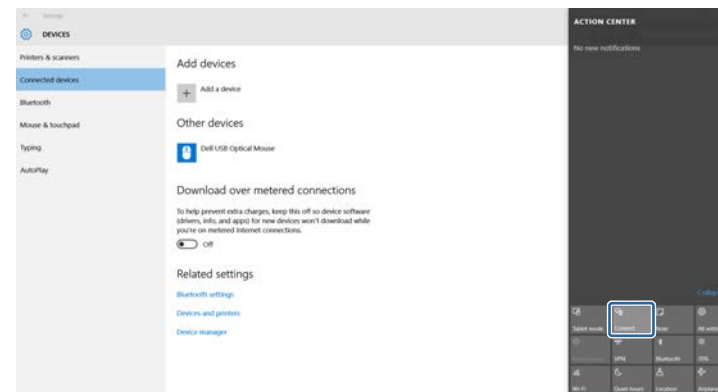 Settings
DEVICES
Printers & scanners
Connected devices
Bluetooth
Mouse & touchpad
Typing
AutoPlay
Add devices
Add a device
Other devices
Dell USB Optical Mouse
Download over metered connections
To help prevent extra charges, keep this off so device software
(drivers, info, and apps) for new devices won't download while
you're on metered Internet connections.
Off
Related settings
Bluetooth settings
Devices and printers
Device manager
ACTION CENTER
No new notifications
Collap
Tablet mode Connect Note All setti
VPN Bluetooth 70%
Wi-Fi Quiet hours Location Airplane